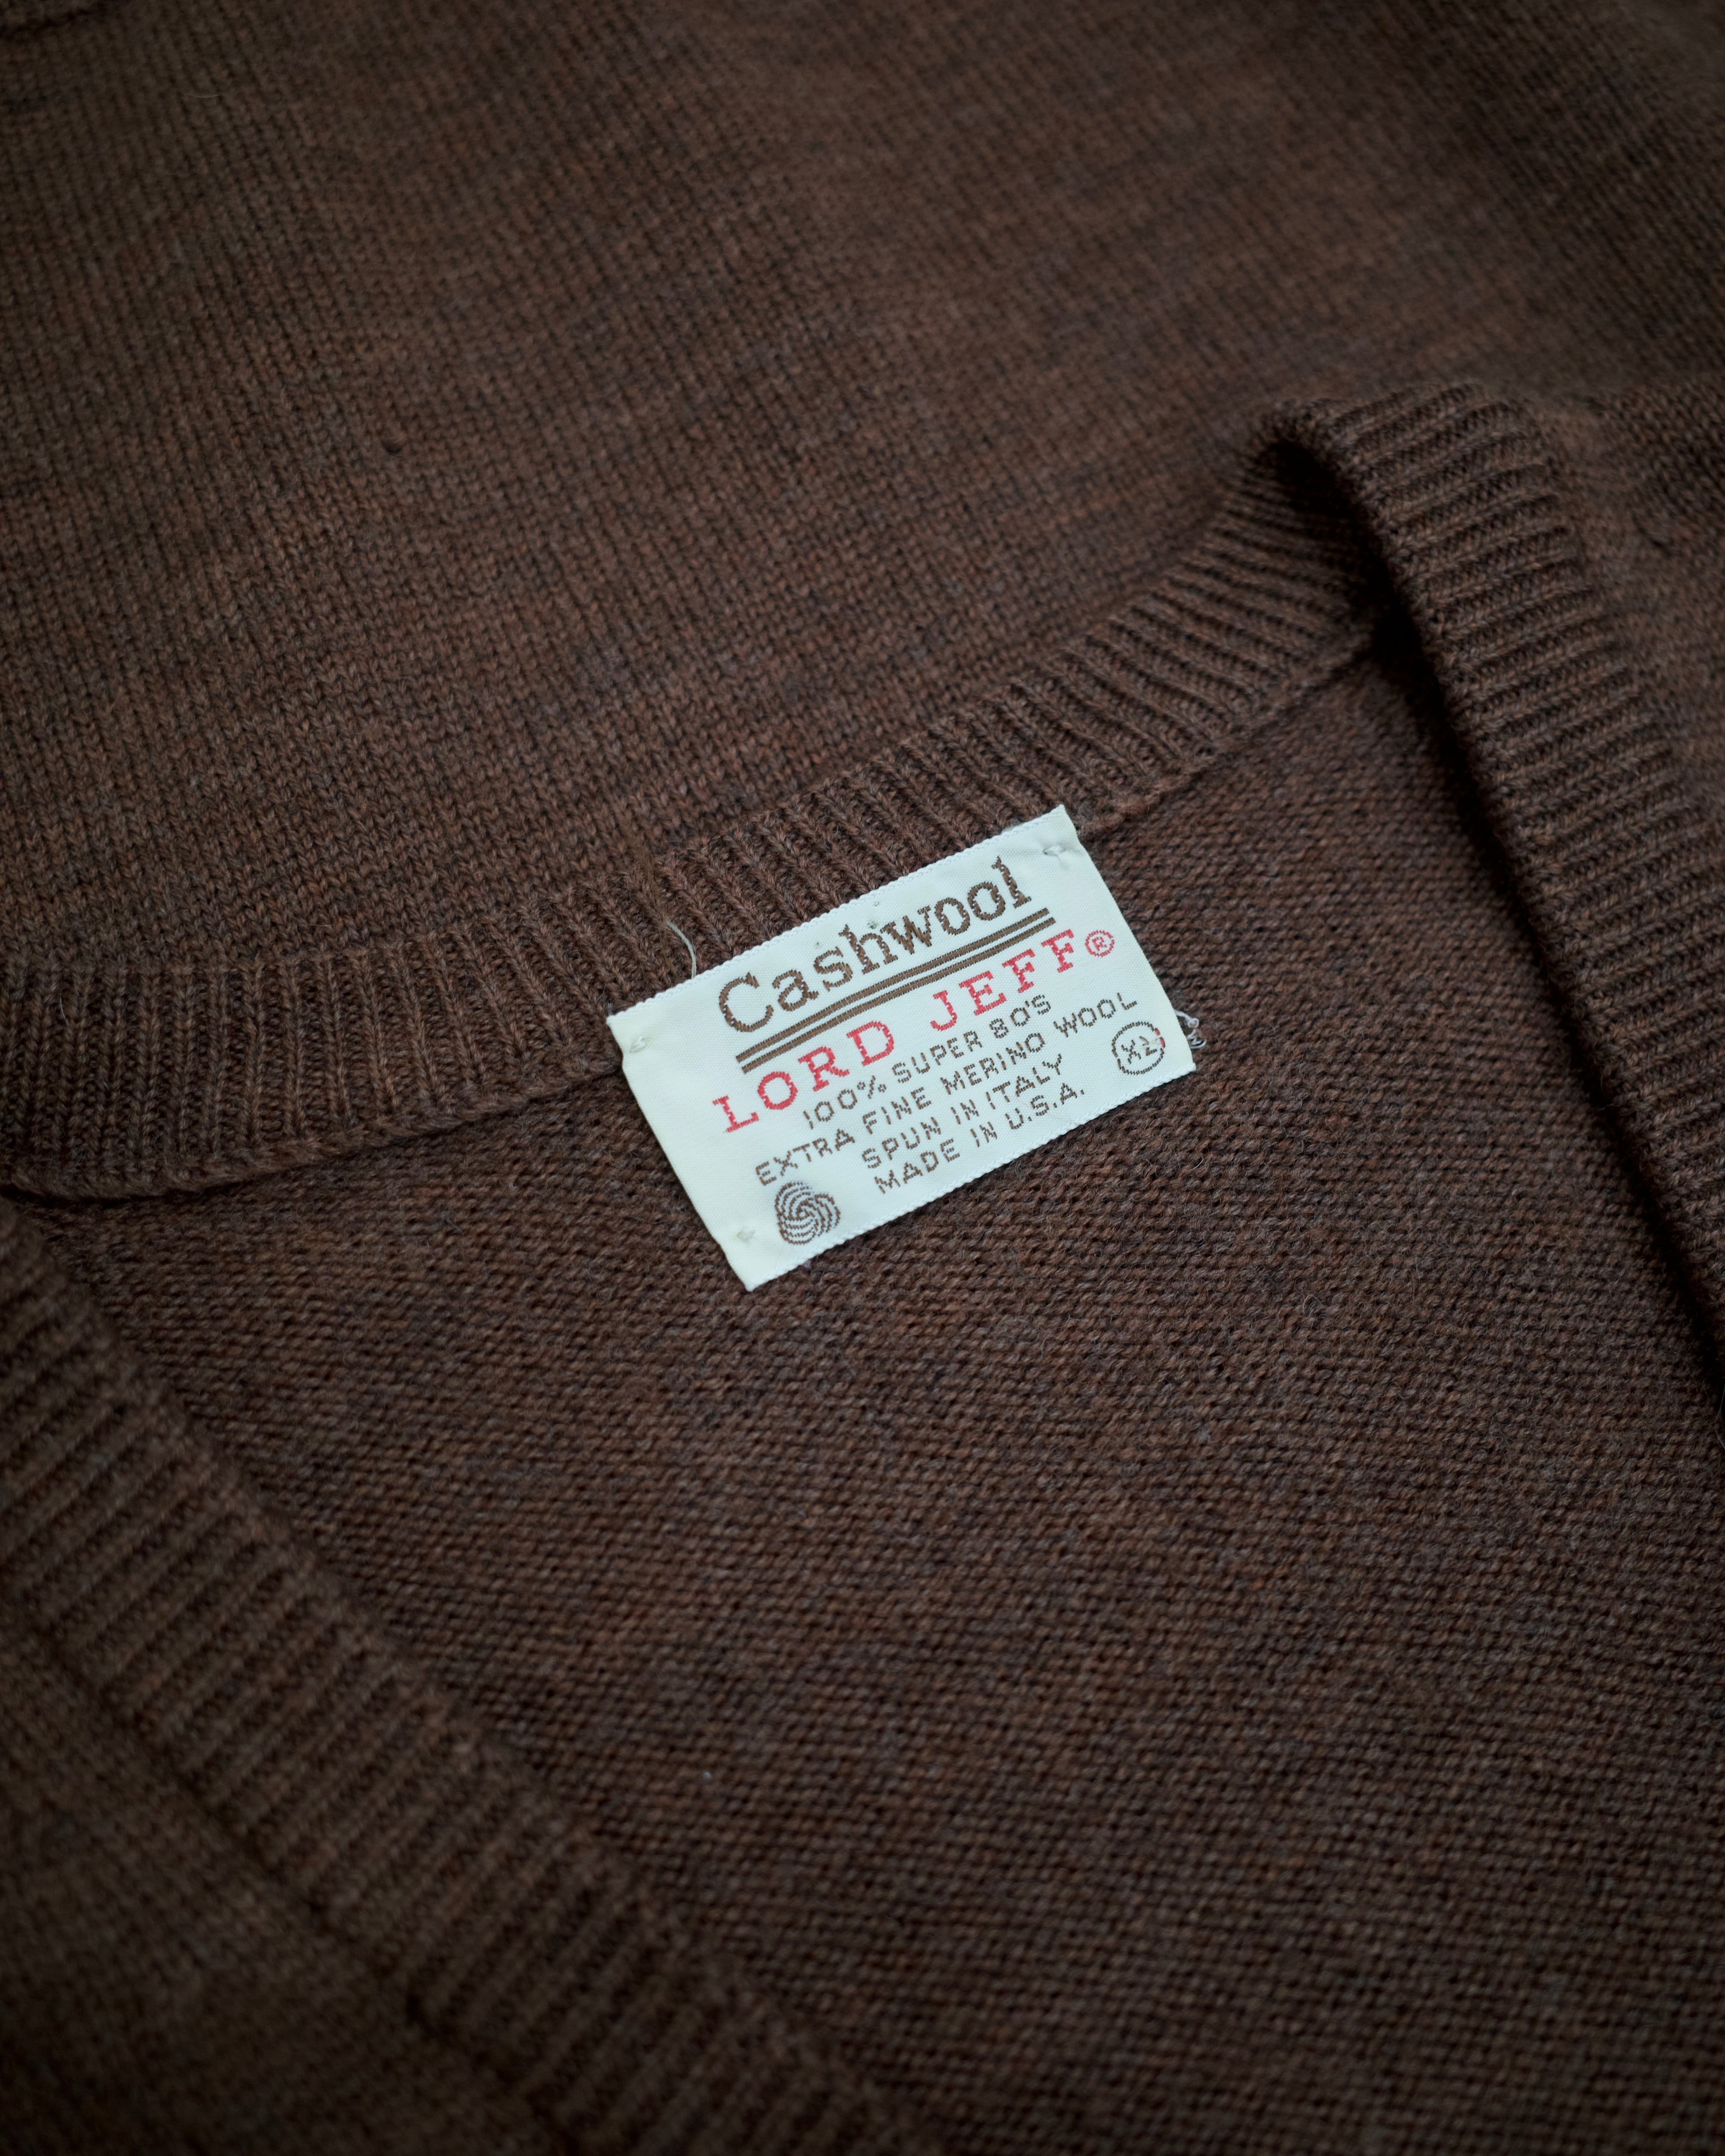 Cashwool
LORD JEFF®
100% SUPER 80'S
EXTRA FINE MERINO WOOL
SPUN IN ITALY
MADE IN U.S.A.
XL